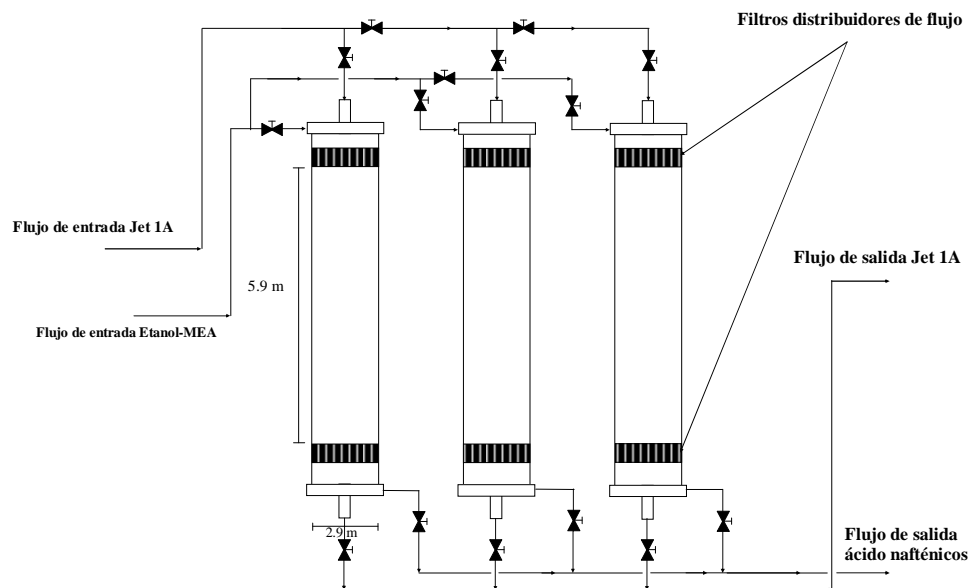 Filtros distribuidores de flujo
Flujo de entrada Jet 1A
Flujo de salida Jet 1A
5.9 m
Flujo de entrada Etanol-MEA
2.9 m
Flujo de salida
ácido nafténicos